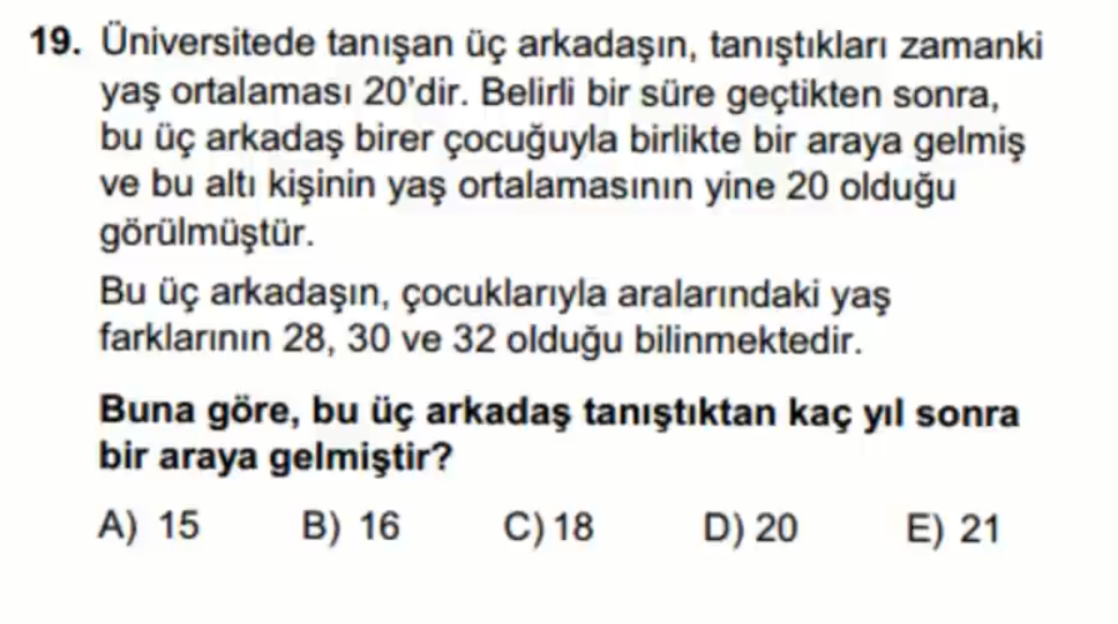 19. Üniversitede tanışan üç arkadaşın, tanıştıkları zamanki
yaş ortalaması 20'dir. Belirli bir süre geçtikten sonra,
bu üç arkadaş birer çocuğuyla birlikte bir araya gelmiş
ve bu altı kişinin yaş ortalamasının yine 20 olduğu
görülmüştür.
Bu üç arkadaşın, çocuklarıyla aralarındaki yaş
farklarının 28, 30 ve 32 olduğu bilinmektedir.
Buna göre, bu üç arkadaş tanıştıktan kaç yıl sonra
bir araya gelmiştir?
A) 15 B) 16 C) 18 D) 20 E) 21